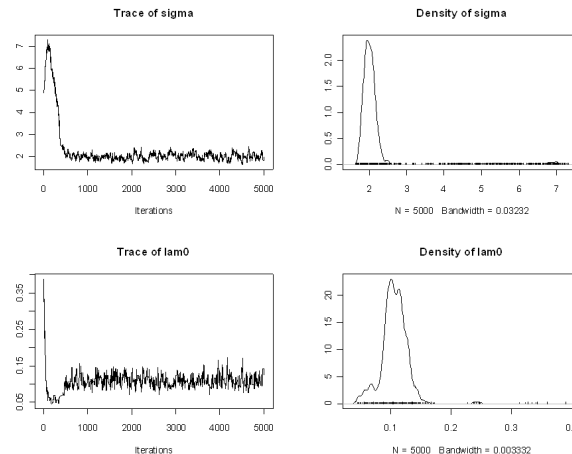 Trace of sigma
7
6
5
4
3
2
0 1000 2000 3000 4000 5000
Iterations
Density of sigma
2.0
1.5
1.0
0.5
0.0
2 3 4 5 6 7
N = 5000 Bandwidth = 0.03232
Trace of lam0
0.35
0.25
0.15
0.05
0 1000 2000 3000 4000 5000
Iterations
Density of lam0
20
15
10
5
0
0.1 0.2 0.3 0.
N = 5000 Bandwidth = 0.003332